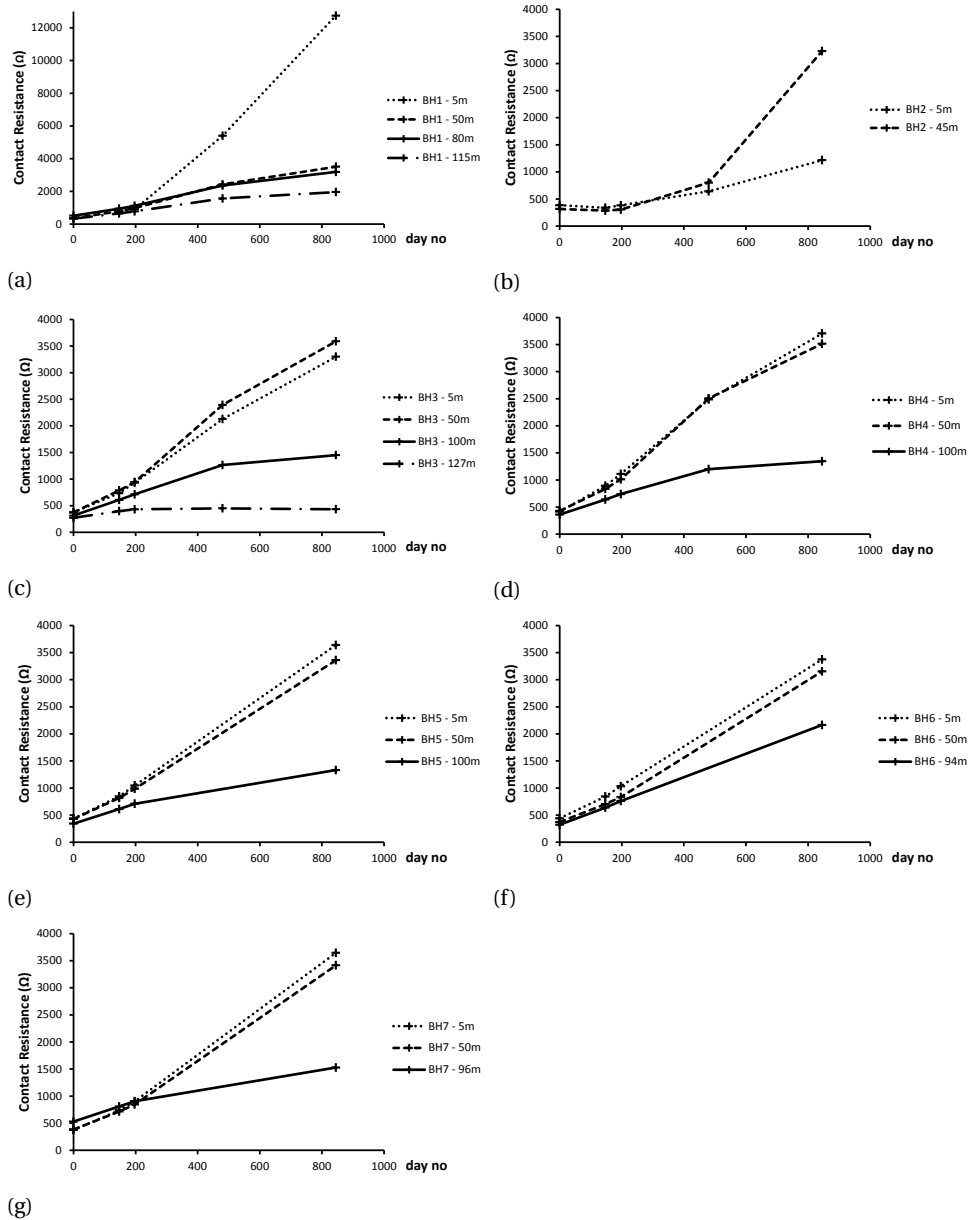 Contact Resistance (Ω)
12000
10000
8000
6000
4000
2000
0
0 200 400 600 800 1000 day no
BH1 - 5m
BH1 - 50m
BH1 - 80m
BH1 - 115m
(a)
Contact Resistance (Ω)
4000
3500
3000
2500
2000
1500
1000
500
0
0 200 400 600 800 1000 day no
BH2 - 5m
BH2 - 45m
(b)
Contact Resistance (Ω)
4000
3500
3000
2500
2000
1500
1000
500
0
0 200 400 600 800 1000 day no
BH3 - 5m
BH3 - 50m
BH3 - 100m
BH3 - 127m
(c)
Contact Resistance (Ω)
4000
3500
3000
2500
2000
1500
1000
500
0
0 200 400 600 800 1000 day no
BH4 - 5m
BH4 - 50m
BH4 - 100m
(d)
Contact Resistance (Ω)
4000
3500
3000
2500
2000
1500
1000
500
0
0 200 400 600 800 1000 day no
BH5 - 5m
BH5 - 50m
BH5 - 100m
(e)
Contact Resistance (Ω)
4000
3500
3000
2500
2000
1500
1000
500
0
0 200 400 600 800 1000 day no
BH6 - 5m
BH6 - 50m
BH6 - 94m
(f)
Contact Resistance (Ω)
4000
3500
3000
2500
2000
1500
1000
500
0
0 200 400 600 800 1000 day no
BH7 - 5m
BH7 - 50m
BH7 - 96m
(g)